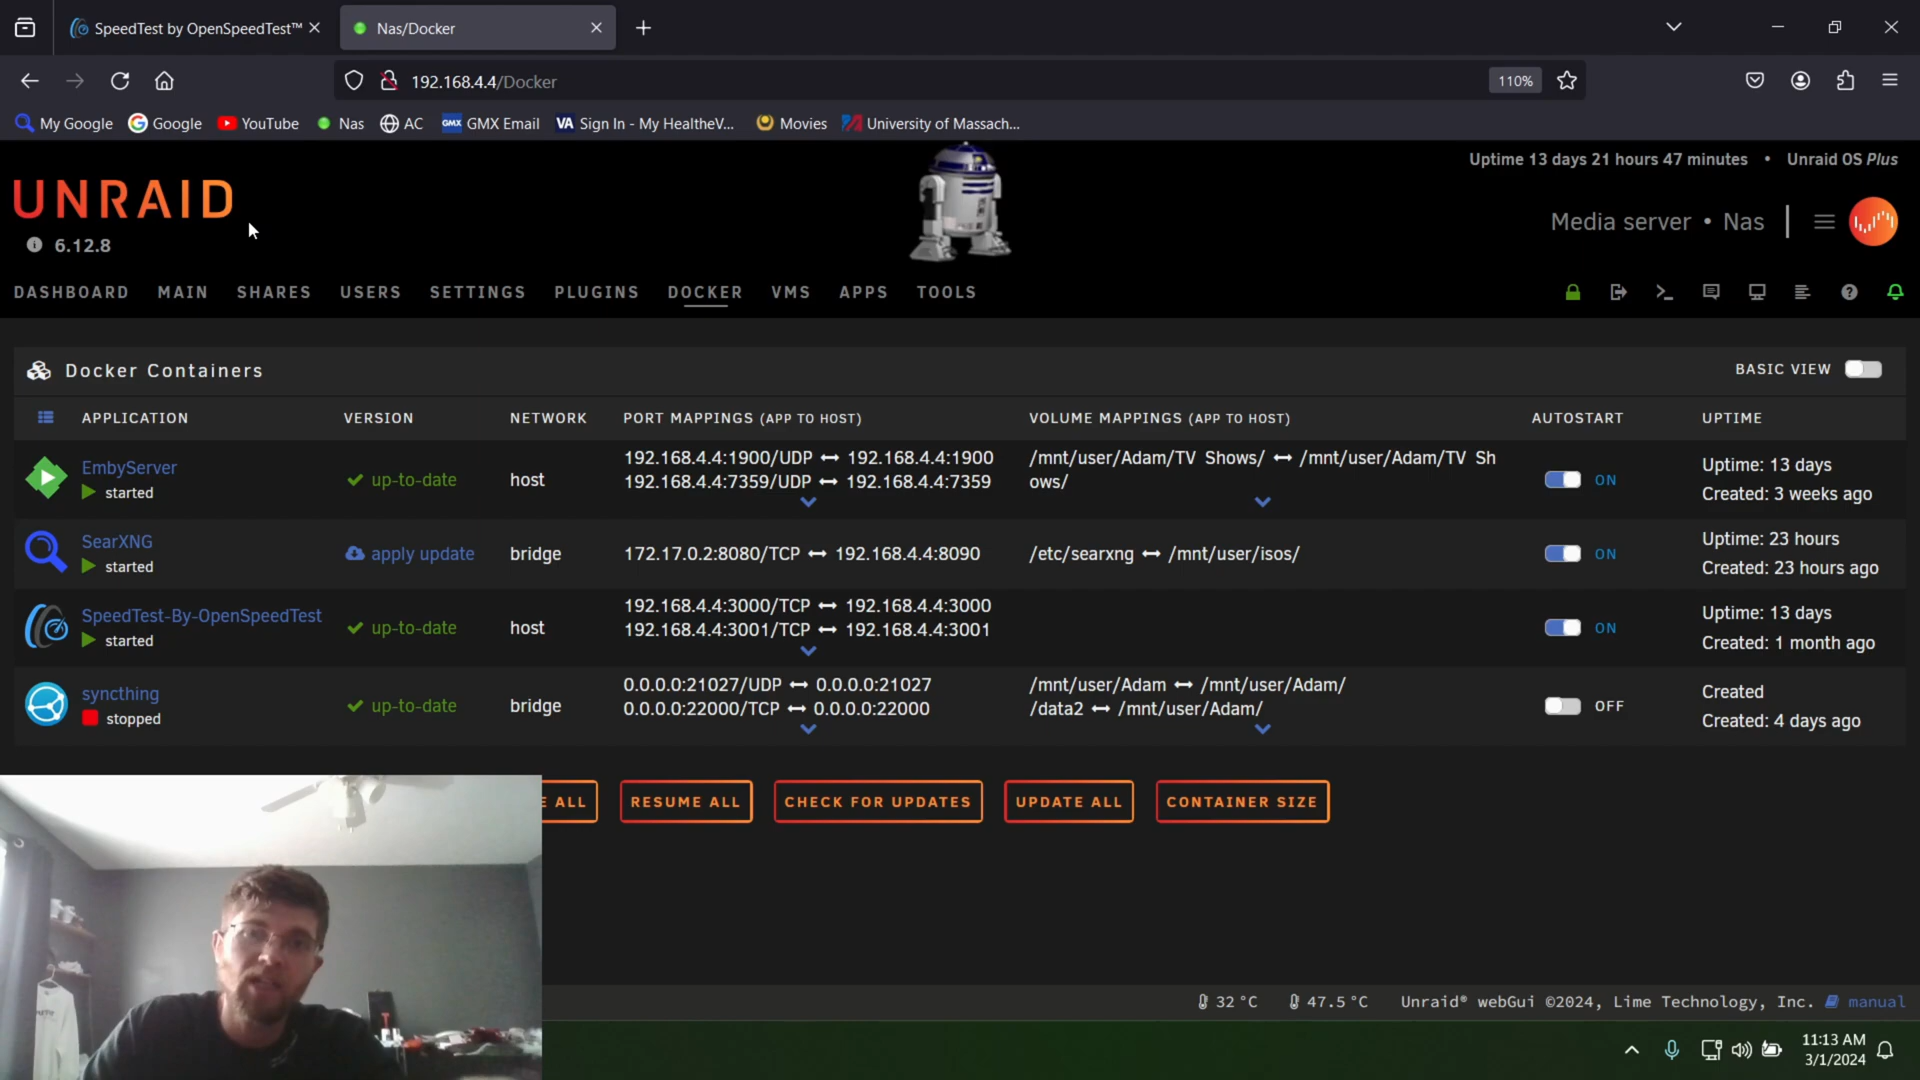 SpeedTest by OpenSpeedTest™
Nas/Docker
192.168.4.4/Docker
110%
My Google
Google
YouTube
Nas
AC
GMX
GMX Email
VA
Sign In - My HealtheV...
Movies
University of Massach...
Uptime 13 days 21 hours 47 minutes • Unraid OS Plus
UNRAID
6.12.8
Media server • Nas
DASHBOARD MAIN SHARES USERS SETTINGS PLUGINS DOCKER VMS APPS TOOLS
Docker Containers
BASIC VIEW
APPLICATION VERSION NETWORK PORT MAPPINGS (APP TO HOST) VOLUME MAPPINGS (APP TO HOST) AUTOSTART UPTIME
EmbyServer
started
up-to-date
host
192.168.4.4:1900/UDP ↔ 192.168.4.4:1900
192.168.4.4:7359/UDP ↔ 192.168.4.4:7359
/mnt/user/Adam/TV Shows/ ↔ /mnt/user/Adam/TV Sh
ows/
ON
Uptime: 13 days
Created: 3 weeks ago
SearXNG
started
apply update
bridge
172.17.0.2:8080/TCP ↔ 192.168.4.4:8090
/etc/searxng ↔ /mnt/user/isos/
ON
Uptime: 23 hours
Created: 23 hours ago
SpeedTest-By-OpenSpeedTest
started
up-to-date
host
192.168.4.4:3000/TCP ↔ 192.168.4.4:3000
192.168.4.4:3001/TCP ↔ 192.168.4.4:3001
ON
Uptime: 13 days
Created: 1 month ago
syncthing
stopped
up-to-date
bridge
0.0.0.0:21027/UDP ↔ 0.0.0.0:21027
0.0.0.0:22000/TCP ↔ 0.0.0.0:22000
/mnt/user/Adam ↔ /mnt/user/Adam/
/data2 ↔ /mnt/user/Adam/
OFF
Created
Created: 4 days ago
E ALL
RESUME ALL
CHECK FOR UPDATES
UPDATE ALL
CONTAINER SIZE
32 °C
47.5 °C
Unraid® webGui ©2024, Lime Technology, Inc.
manual
11:13 AM
3/1/2024